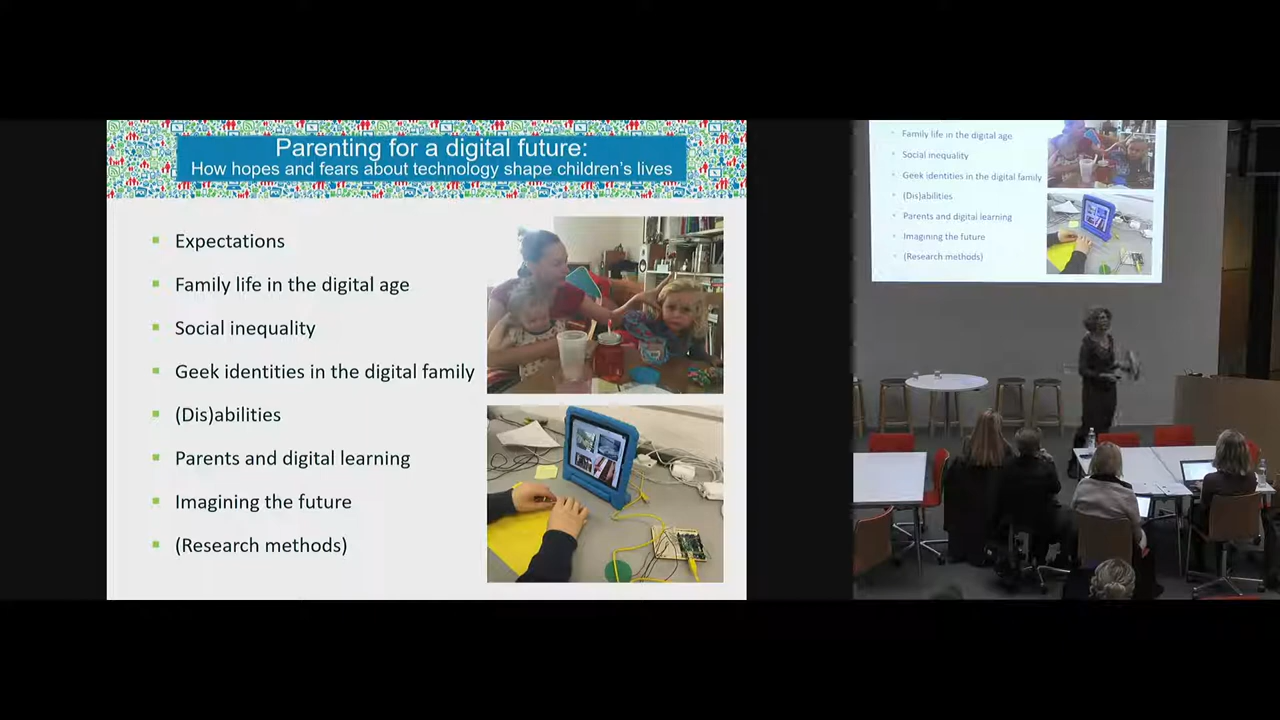 Parenting for a digital future:
How hopes and fears about technology shape children's lives
Expectations
Family life in the digital age
Social inequality
Geek identities in the digital family
(Dis)abilities
Parents and digital learning
Imagining the future
(Research methods)
Family life in the digital age
Social inequality
Geek identities in the digital family
(Dis)abilities
Parents and digital learning
Imagining the future
(Research methods)